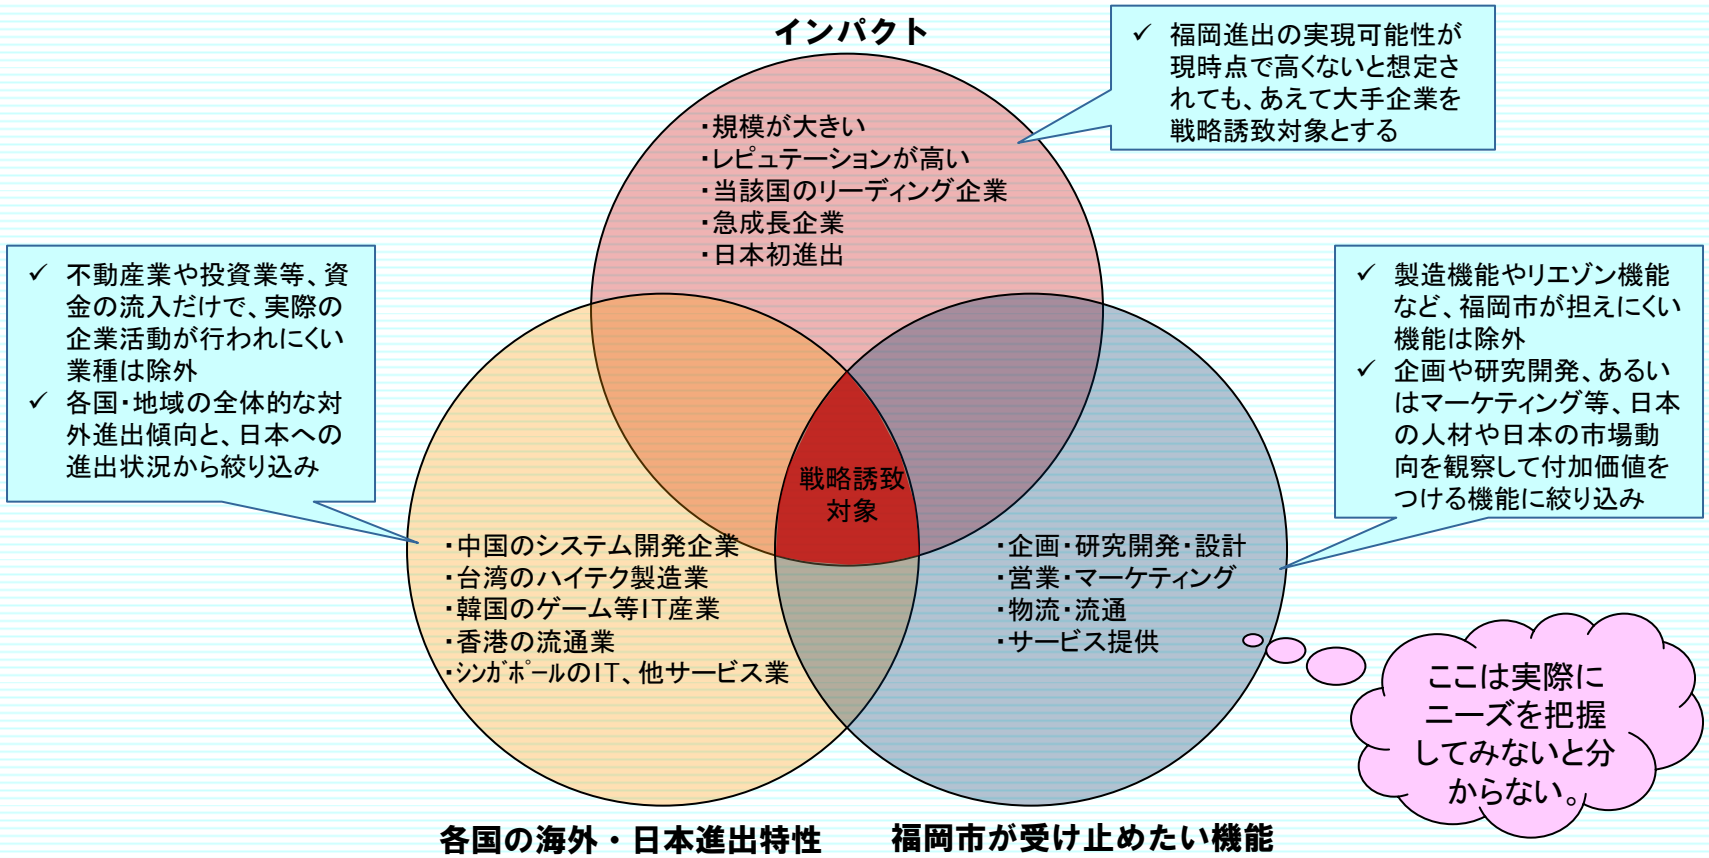 インパクト
✓ 福岡進出の実現可能性が
現時点で高くないと想定さ
れても、あえて大手企業を
戦略誘致対象とする
・規模が大きい
・レピュテーションが高い
・当該国のリーディング企業
・急成長企業
・日本初進出
✓ 不動産業や投資業等、資
金の流入だけで、実際の
企業活動が行われにくい
業種は除外
✓ 各国・地域の全体的な対
外進出傾向と、日本への
進出状況から絞り込み
✓ 製造機能やリエゾン機能
など、福岡市が担えにくい
機能は除外
✓ 企画や研究開発、あるい
はマーケティング等、日本
の人材や日本の市場動
向を観察して付加価値を
つける機能に絞り込み
戦略誘致
対象
・中国のシステム開発企業
・台湾のハイテク製造業
・韓国のゲーム等IT産業
・香港の流通業
・ｼﾝｶﾞﾎﾟｰﾙのIT、他サービス業
・企画・研究開発・設計
・営業・マーケティング
・物流・流通
・サービス提供
ここは実際に
ニーズを把握
してみないと分
からない。
各国の海外・日本進出特性
福岡市が受け止めたい機能